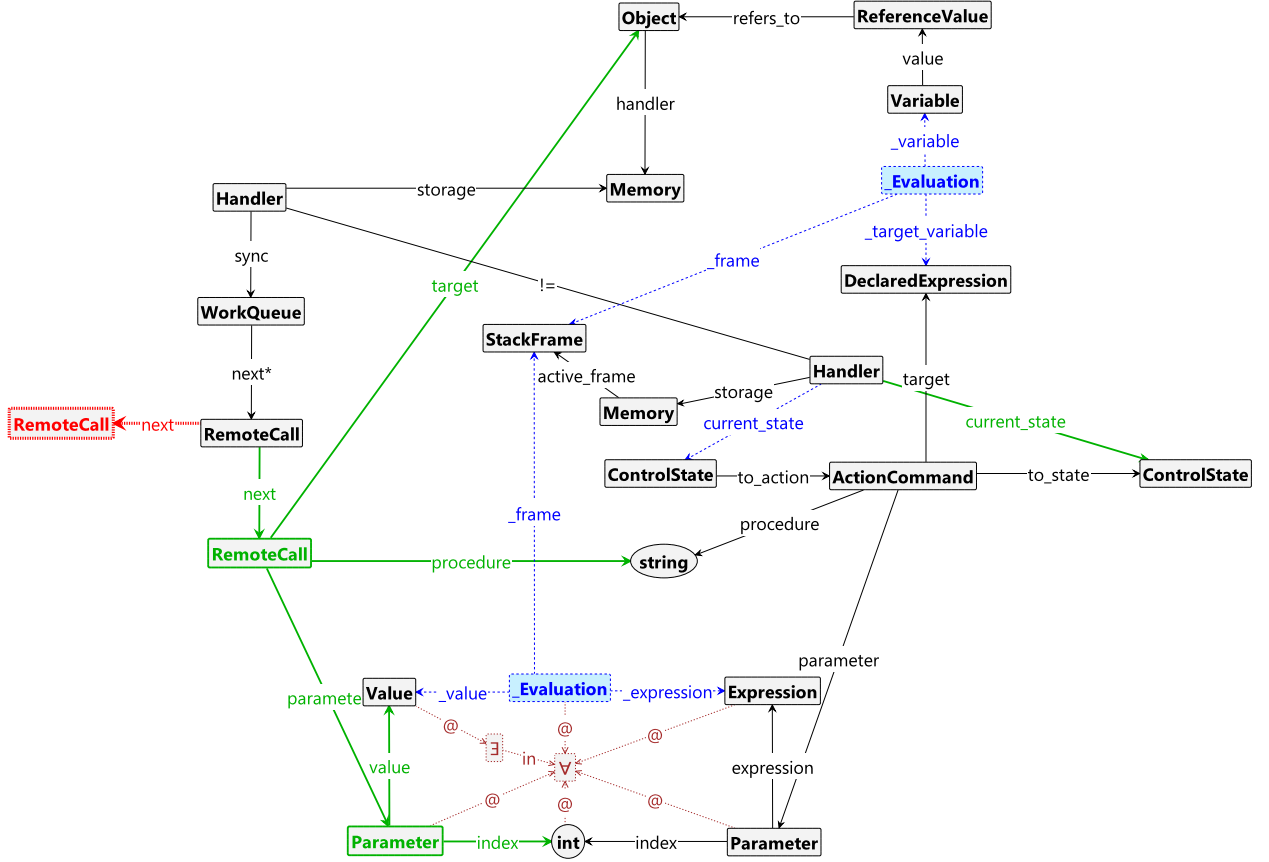 Object
refers_to
ReferenceValue
value
handler
Variable
_variable
_Evaluation
Handler
storage
Memory
_target_variable
sync
_frame
DeclaredExpression
target
!=
WorkQueue
StackFrame
next*
active_frame
Handler
target
storage
RemoteCall
next
RemoteCall
Memory
current_state
current_state
ControlState
to_action
ActionCommand
to_state
ControlState
next
_frame
procedure
RemoteCall
procedure
string
parameter
Value
_value
_Evaluation
_expression
Expression
paramete
@
@
@
∃
in
value
∀
expression
@
@
@
Parameter
index
int
index
Parameter